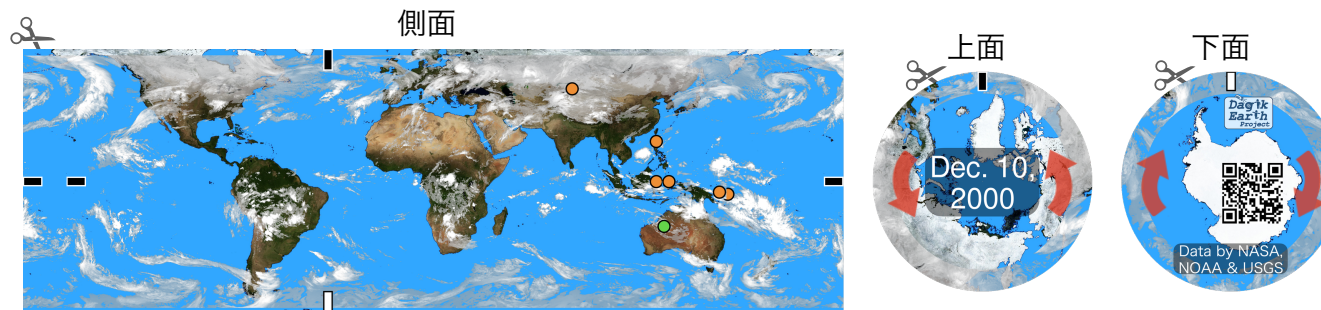 側面
上面
下面
Dec. 10,
2000
Dagik
Earth
Project
Data by NASA,
NOAA & USGS